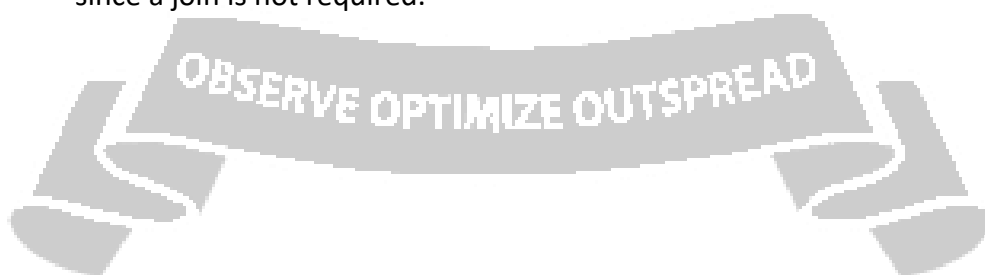 since a join is not required.
OBSERVE OPTIMIZE OUTSPREAD